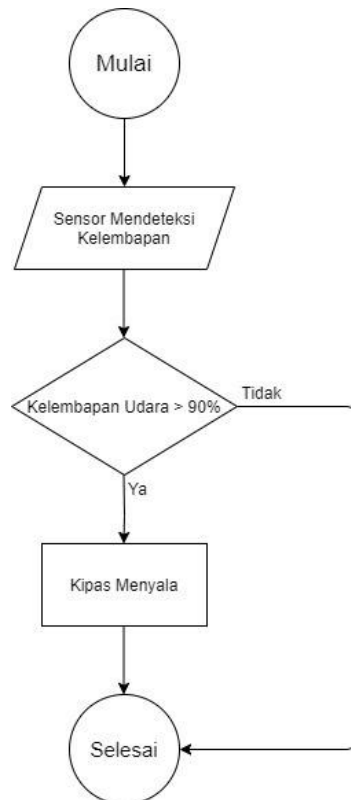 Mulai
Sensor Mendeteksi
Kelembapan
Kelembapan Udara > 90%
Tidak
Ya
Kipas Menyala
Selesai